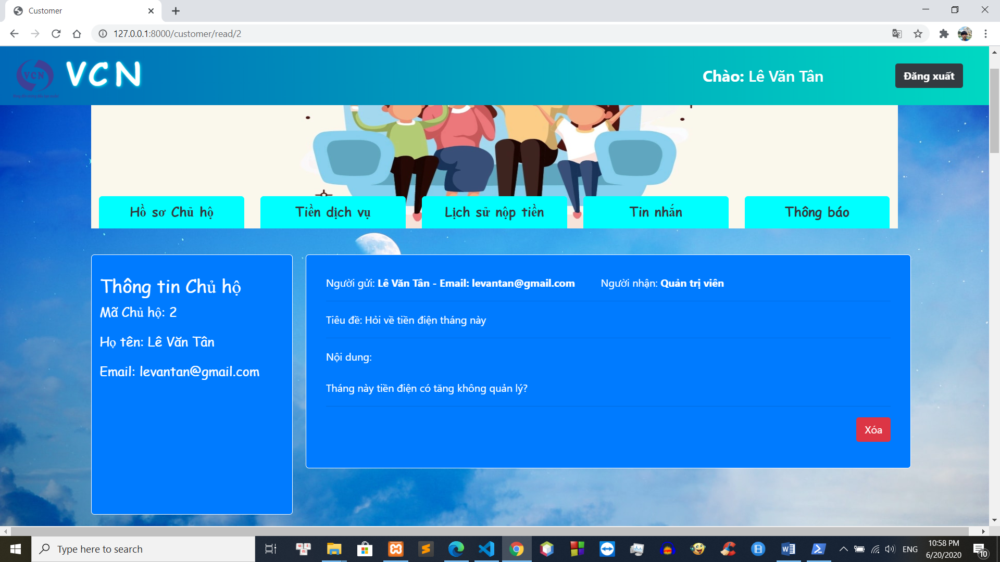 Customer
127.0.0.1:8000/customer/read/2
VCN
VCN
Chào: Lê Văn Tân
Đăng xuất
Hồ sơ Chủ hộ
Tiền dịch vụ
Lịch sử nộp tiền
Tin nhắn
Thông báo
Thông tin Chủ hộ
Mã Chủ hộ: 2
Họ tên: Lê Văn Tân
Email: levantan@gmail.com
Người gửi: Lê Văn Tân - Email: levantan@gmail.com Người nhận: Quản trị viên
Tiêu đề: Hỏi về tiền điện tháng này
Nội dung:
Tháng này tiền điện có tăng không quản lý?
Xóa
Type here to search
ENG
10:58 PM
6/20/2020
10